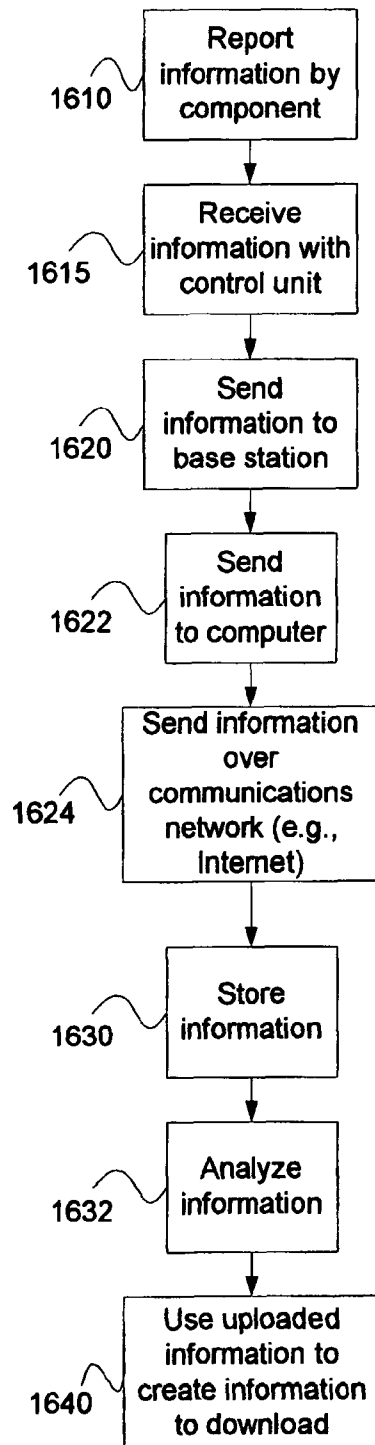 Report
information by
component
1610
Receive
information with
control unit
1615
Send
information to
base station
1620
Send
information
to computer
1622
Send information
over
communications
network (e.g.,
Internet)
1624
Store
information
1630
Analyze
information
1632
Use uploaded
information to
create information
to download
1640